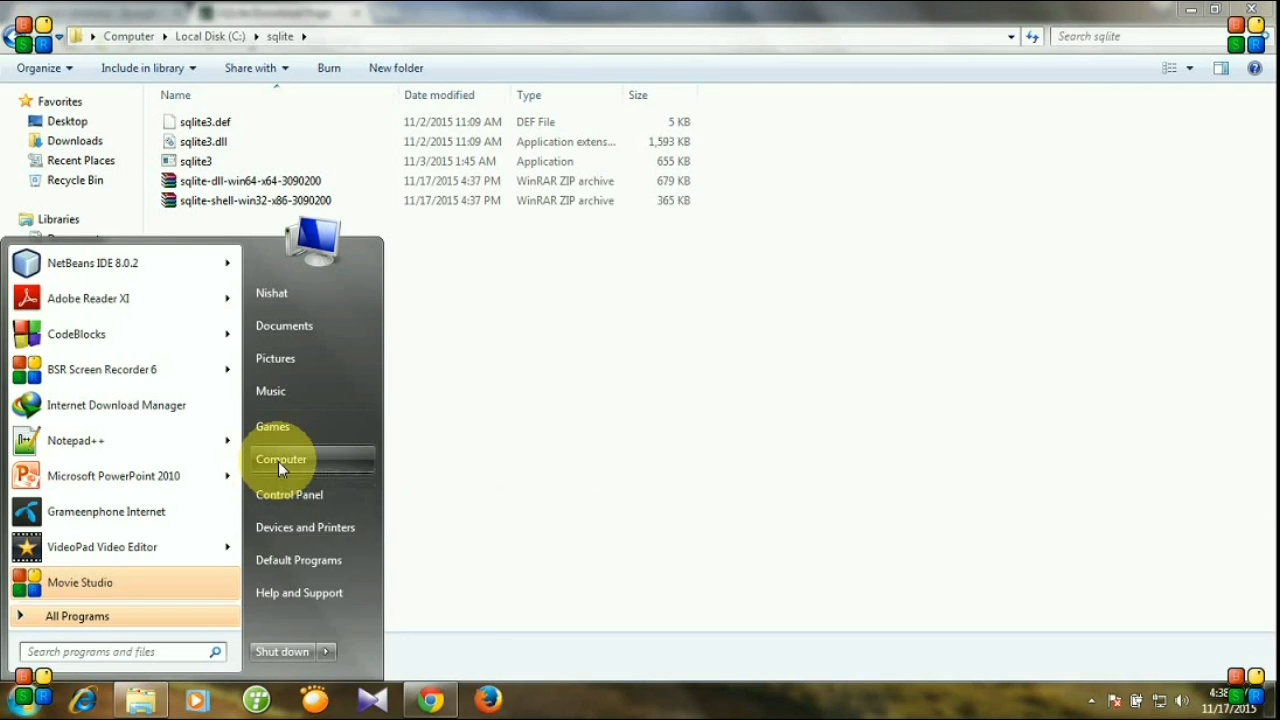 Computer Local Disk (C:) sqlite
Search sqlite
Organize Include in library Share with Burn New folder
Name Date modified Type Size
Favorites
Desktop
Downloads
Recent Places
Recycle Bin
Libraries
sqlite3.def 11/2/2015 11:09 AM DEF File 5 KB
sqlite3.dll 11/2/2015 11:09 AM Application extens... 1,593 KB
sqlite3 11/3/2015 1:45 AM Application 655 KB
sqlite-dll-win64-x64-3090200 11/17/2015 4:37 PM WinRAR ZIP archive 679 KB
sqlite-shell-win32-x86-3090200 11/17/2015 4:37 PM WinRAR ZIP archive 365 KB
NetBeans IDE 8.0.2
Adobe Reader XI
CodeBlocks
BSR Screen Recorder 6
Internet Download Manager
Notepad++
Microsoft PowerPoint 2010
Grameenphone Internet
VideoPad Video Editor
Movie Studio
All Programs
Search programs and files
Nishat
Documents
Pictures
Music
Games
Computer
Control Panel
Devices and Printers
Default Programs
Help and Support
Shut down
B
S R
B
S R
B
S R
B
S R
11/17/2015